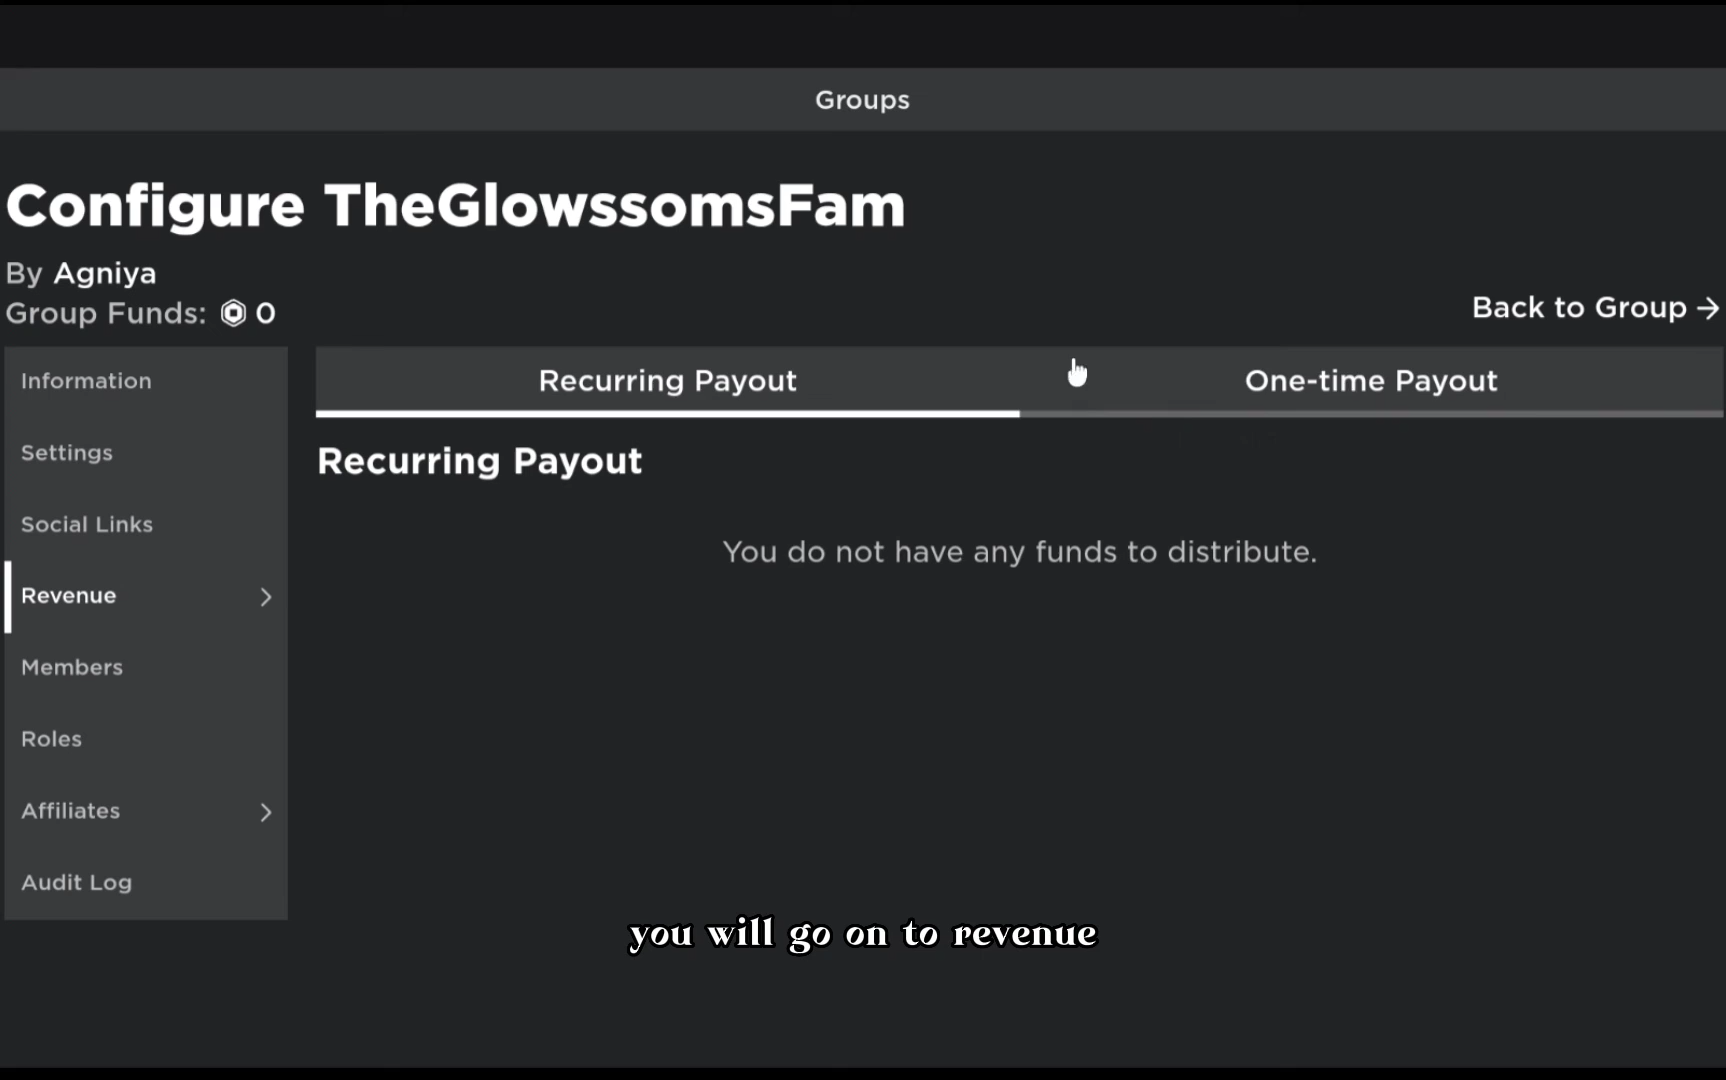 Groups
Configure TheGlowssomsFam
By Agniya
Group Funds: 0
Back to Group →
Information
Settings
Social Links
Revenue
Members
Roles
Affiliates
Audit Log
Recurring Payout
One-time Payout
Recurring Payout
You do not have any funds to distribute.
you will go on to revenue